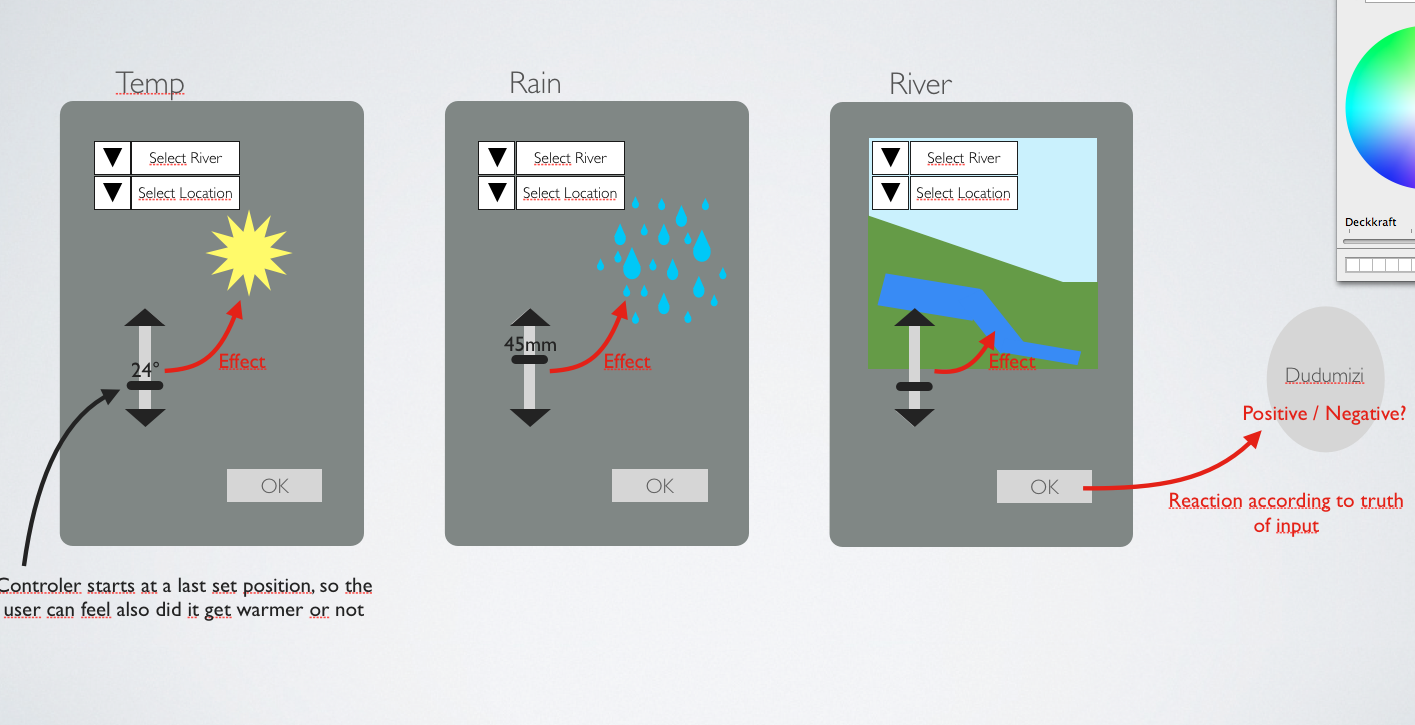 Temp
Select River
Select Location
24°
Effect
OK
Controler starts at a last set position, so the
user can feel also did it get warmer or not
Rain
Select River
Select Location
45mm
Effect
OK
River
Select River
Select Location
Effect
OK
Deckkraft
Dudumizi
Positive / Negative?
Reaction according to truth
of input